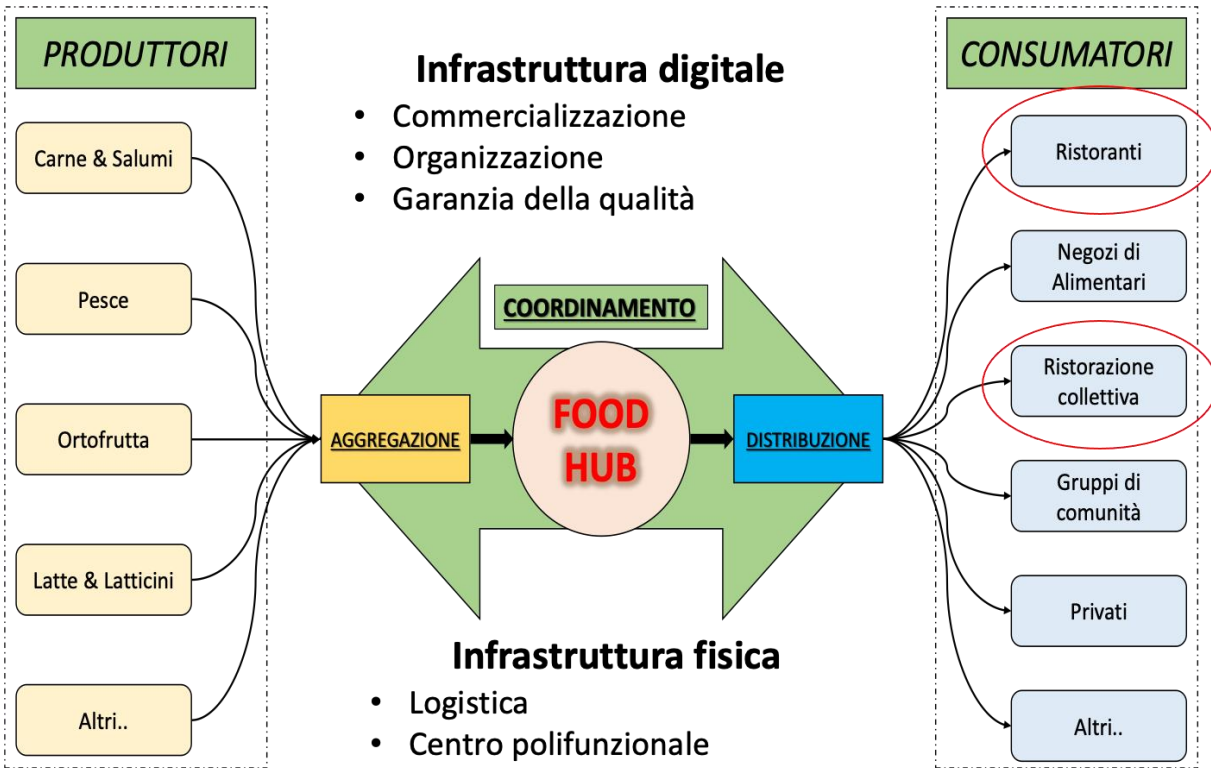 PRODUTTORI
Carne & Salumi
Pesce
Ortofrutta
Latte & Latticini
Altri..
Infrastruttura digitale
• Commercializzazione
• Organizzazione
• Garanzia della qualità
COORDINAMENTO
AGGREGAZIONE
FOOD
HUB
DISTRIBUZIONE
Infrastruttura fisica
• Logistica
• Centro polifunzionale
CONSUMATORI
Ristoranti
Negozi di
Alimentari
Ristorazione
collettiva
Gruppi di
comunità
Privati
Altri..